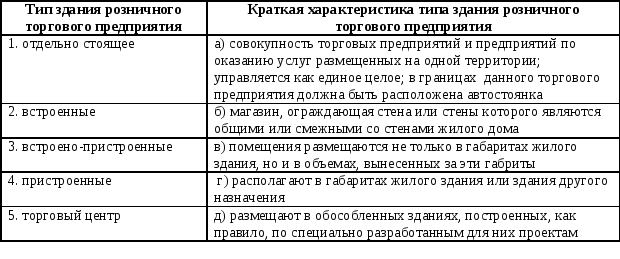 Тип здания розничного торгового предприятия
Краткая характеристика типа здания розничного торгового предприятия
1. отдельно стоящее
а) совокупность торговых предприятий и предприятий по
оказанию услуг размещенных на одной территории;
управляется как единое целое; в границах данного торгового
предприятия должна быть расположена автостоянка
2. встроенные
б) магазин, ограждающая стена или стены которого являются
общими или смежными со стенами жилого дома
3. встроено-пристроенные
в) помещения размещаются не только в габаритах жилого
здания, но и в объемах, вынесенных за эти габриты
4. пристроенные
г) располагают в габаритах жилого здания или здания другого
назначения
5. торговый центр
д) размещают в обособленных зданиях, построенных, как
правило, по специально разработанным для них проектам